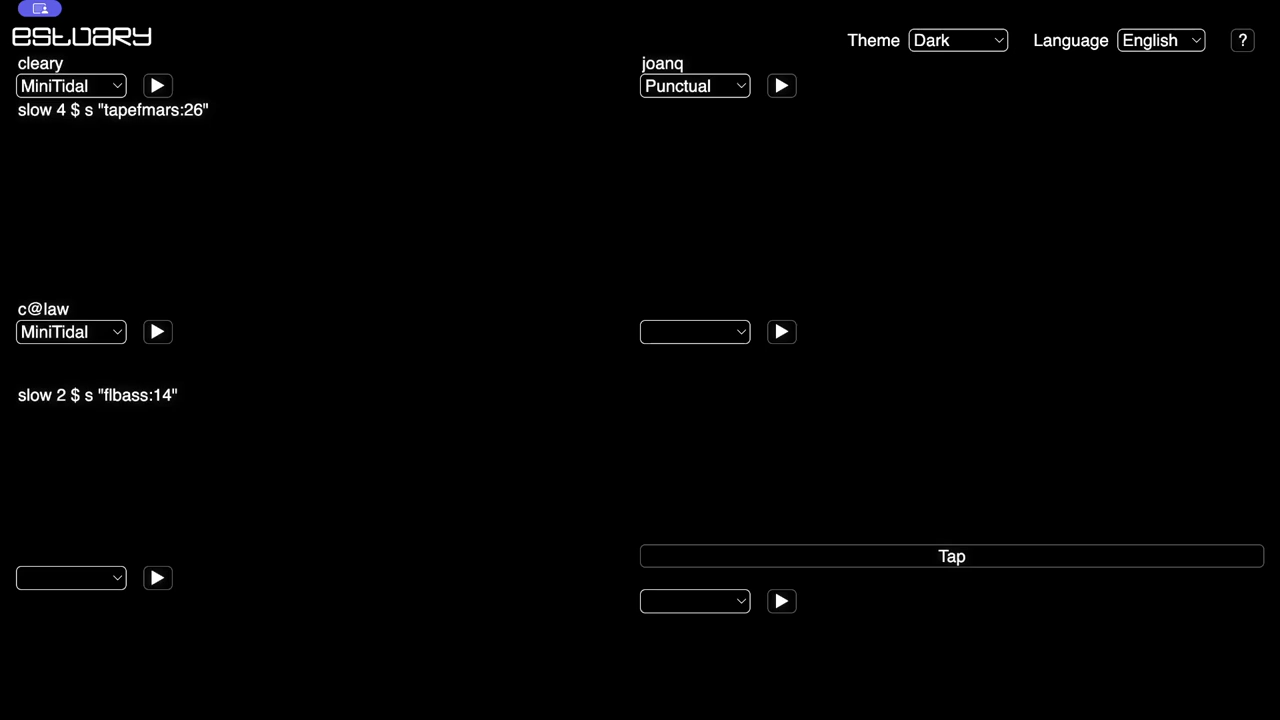 estuary
Theme Dark Language English ?
cleary
MiniTidal
slow 4 $ s "tapefmars:26"
joanq
Punctual
c@law
MiniTidal
slow 2 $ s "flbass:14"
Tap